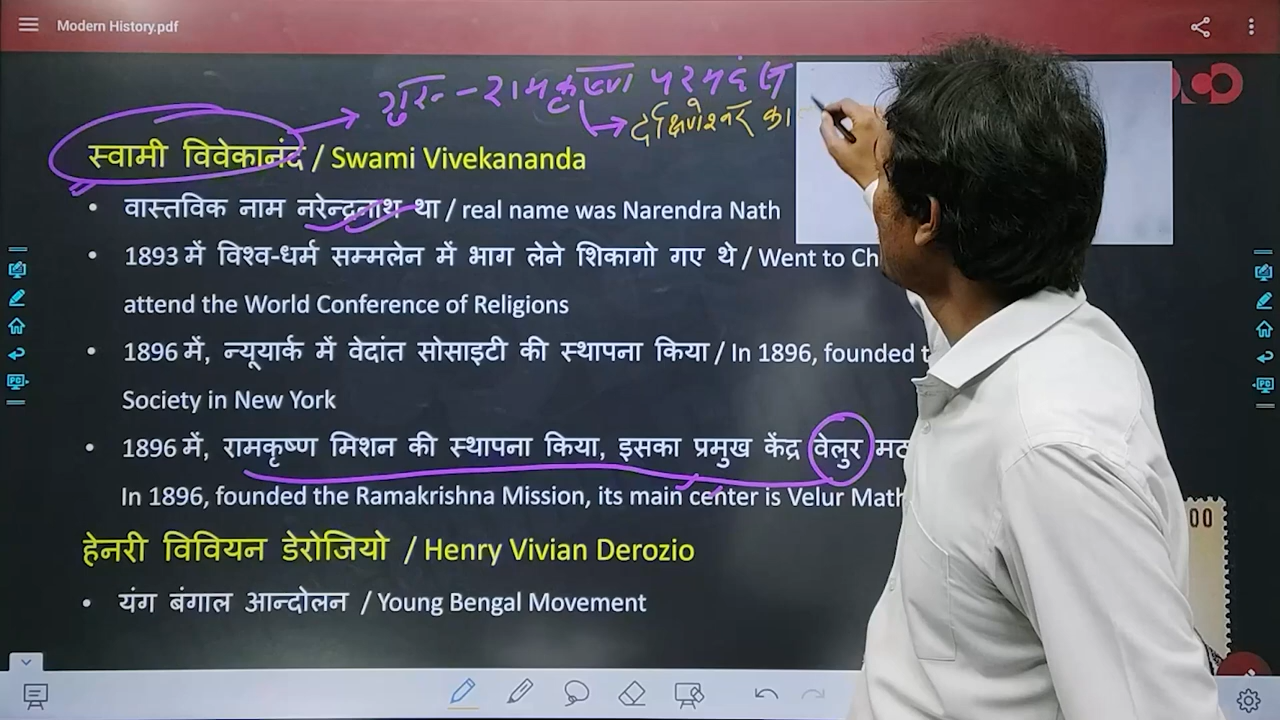 Modern History.pdf
गुरु - रामकृष्ण परमहंस
दक्षिणेश्वर का
स्वामी विवेकानंद / Swami Vivekananda
• वास्तविक नाम नरेन्द्रनाथ था / real name was Narendra Nath
• 1893 में विश्व-धर्म सम्मलेन में भाग लेने शिकागो गए थे / Went to Ch
attend the World Conference of Religions
• 1896 में, न्यूयार्क में वेदांत सोसाइटी की स्थापना किया / In 1896, founded t
Society in New York
• 1896 में, रामकृष्ण मिशन की स्थापना किया, इसका प्रमुख केंद्र वेलुर मठ
In 1896, founded the Ramakrishna Mission, its main center is Velur Math
हेनरी विवियन डेरोजियो / Henry Vivian Derozio
00
• यंग बंगाल आन्दोलन / Young Bengal Movement